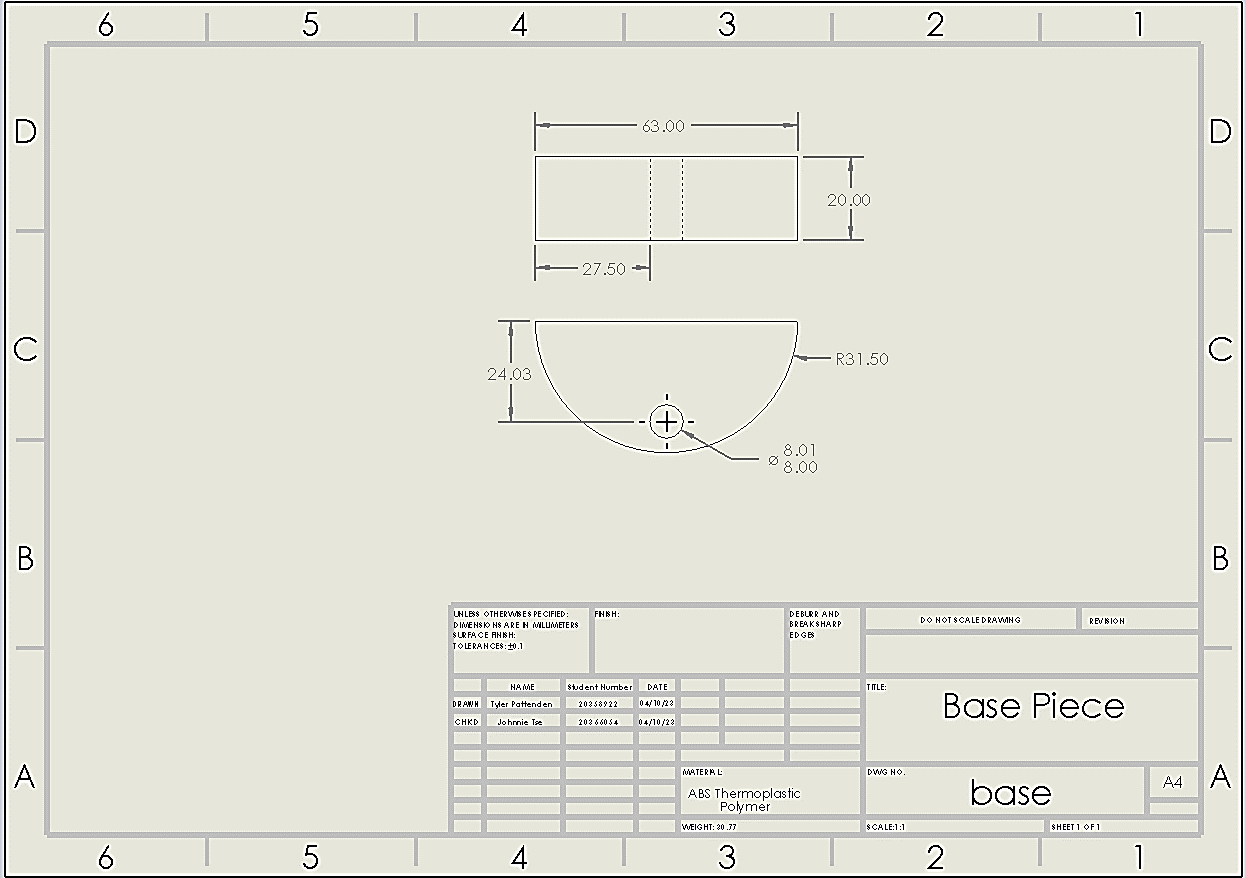 6 5 4 3 2 1
D D
63.00
20.00
27.50
C C
24.03
R31.50
⌀ 8.01
8.00
B B
UNLESS OTHERWISE SPECIFIED:
DIMENSIONS ARE IN MILLIMETERS
SURFACE FINISH:
TOLERANCES: ±0.1
FINISH:
DEBURR AND
BREAK SHARP
EDGES
DO NOT SCALE DRAWING
REVISION
NAME Student Number DATE
DRAWN Tyler Pattenden 20353922 04/10/23
CHK'D Johnnie Tse 20366054 04/10/23
TITLE:
Base Piece
A A
MATERIAL:
ABS Thermoplastic
Polymer
DWG NO.
base
A4
WEIGHT: 30.77
SCALE:1:1
SHEET 1 OF 1
6 5 4 3 2 1